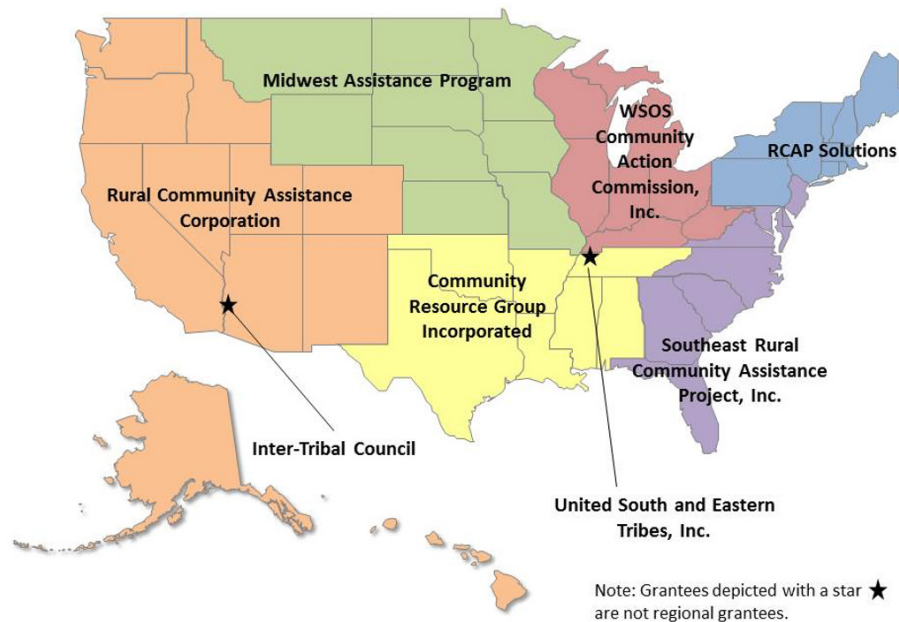 Midwest Assistance Program
WSOS
Community
Action
Commission,
Inc.
RCAP Solutions
Rural Community Assistance
Corporation
Community
Resource Group
Incorporated
Southeast Rural
Community Assistance
Project, Inc.
Inter-Tribal Council
United South and Eastern
Tribes, Inc.
Note: Grantees depicted with a star ★
are not regional grantees.